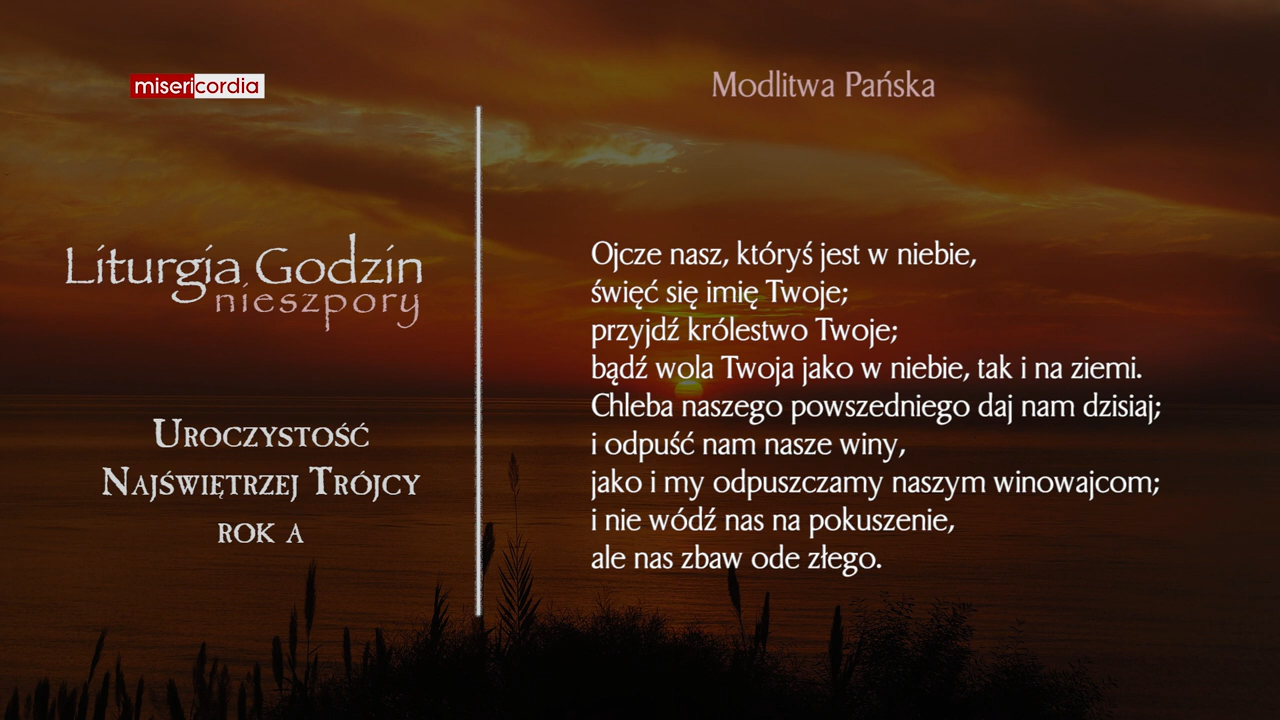 misericordia
Liturgia Godzin
nieszpory
Uroczystość
Najświętrzej Trójcy
rok a
Modlitwa Pańska
Ojcze nasz, któryś jest w niebie,
święć się imię Twoje;
przyjdź królestwo Twoje;
bądź wola Twoja jako w niebie, tak i na ziemi.
Chleba naszego powszedniego daj nam dzisiaj;
i odpuść nam nasze winy,
jako i my odpuszczamy naszym winowajcom;
i nie wódź nas na pokuszenie,
ale nas zbaw ode złego.